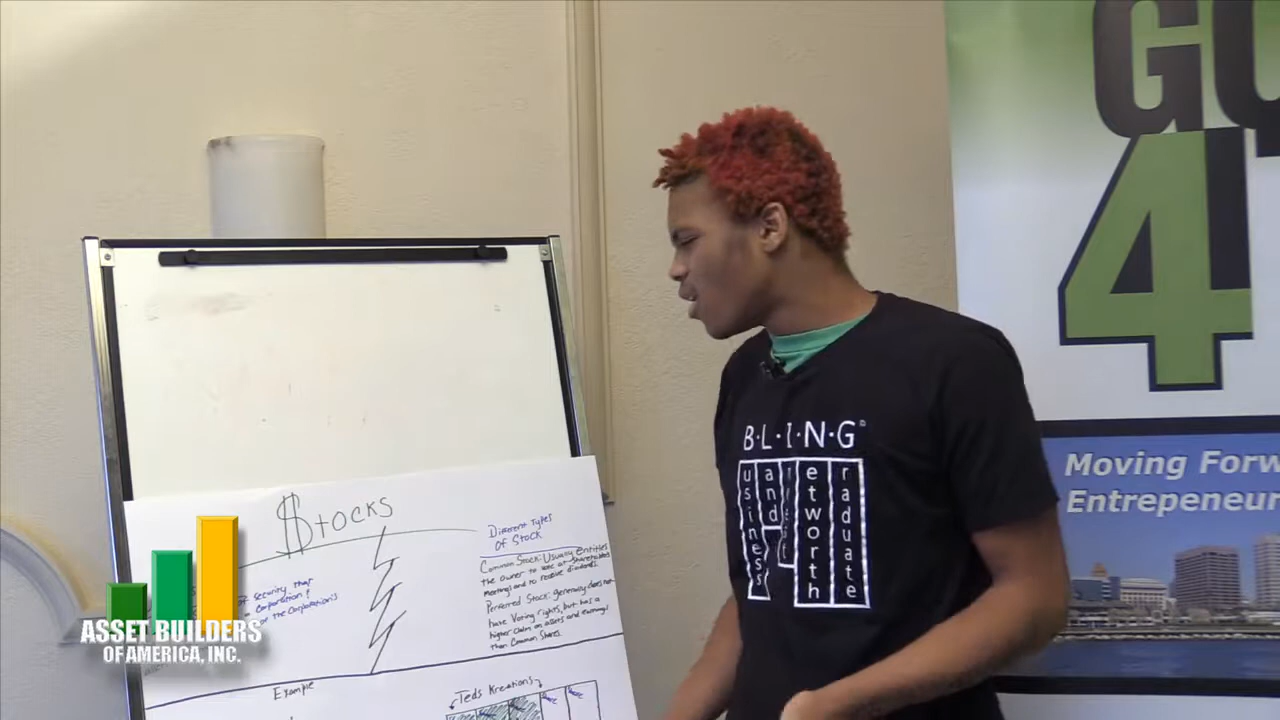 GO
4
Moving Forw
Entrepeneur
B·L·I·N·G
usiness
and
etworth
raduate
$tocks
Different Types
Of Stock
Common Stock: Usually Entitles
the owner to vote at shareholders
meetings and to receive dividends.
Preferred Stock: generally does not
have Voting rights, but has a
higher claim on assets and earnings
than Common Shares.
of security that
Corporation &
of the Corporation's
Example
Teds Kreations
ASSET BUILDERS
OF AMERICA, INC.